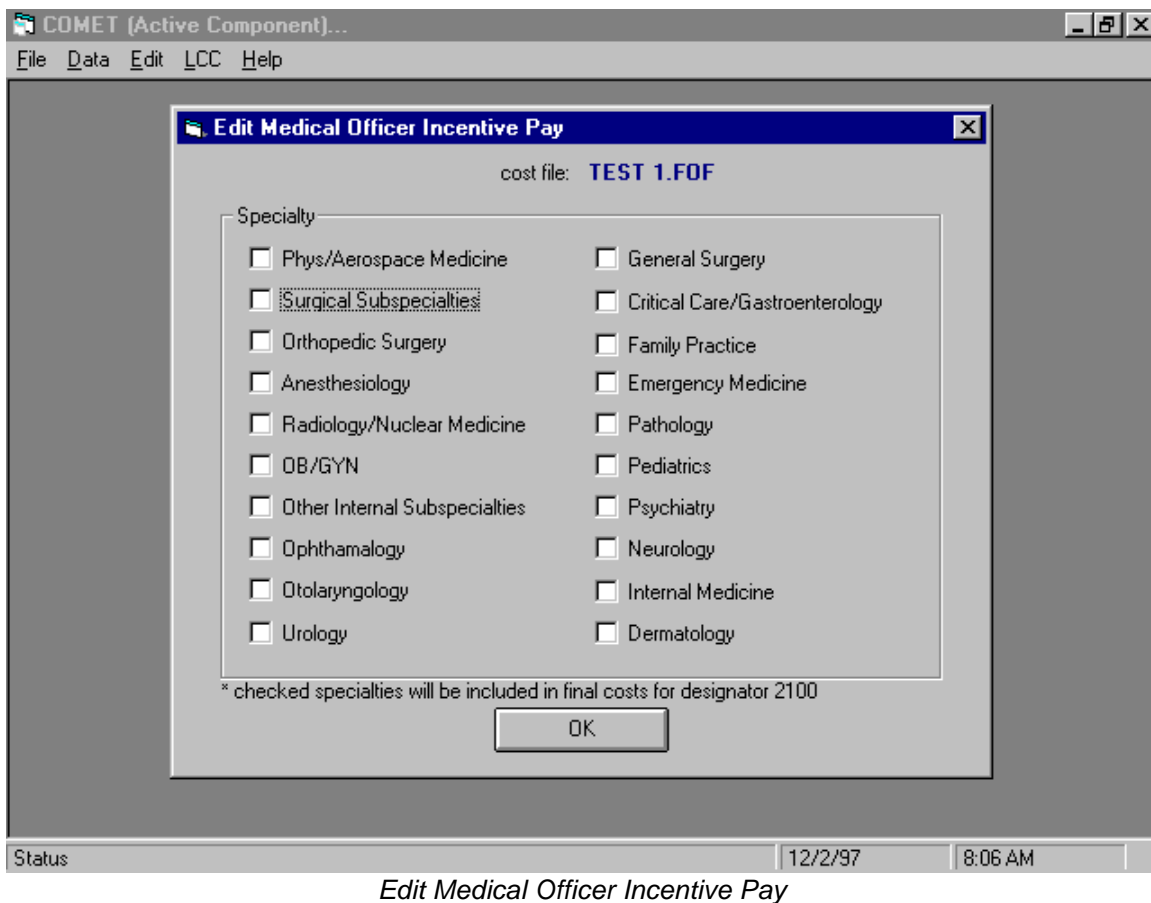 COMET (Active Component)...
File Data Edit LCC Help
Edit Medical Officer Incentive Pay
cost file: TEST 1.FOF
Specialty
Phys/Aerospace Medicine
Surgical Subspecialties
Orthopedic Surgery
Anesthesiology
Radiology/Nuclear Medicine
OB/GYN
Other Internal Subspecialties
Ophthamalogy
Otolaryngology
Urology
General Surgery
Critical Care/Gastroenterology
Family Practice
Emergency Medicine
Pathology
Pediatrics
Psychiatry
Neurology
Internal Medicine
Dermatology
* checked specialties will be included in final costs for designator 2100
OK
Status 12/2/97 8:06 AM
Edit Medical Officer Incentive Pay